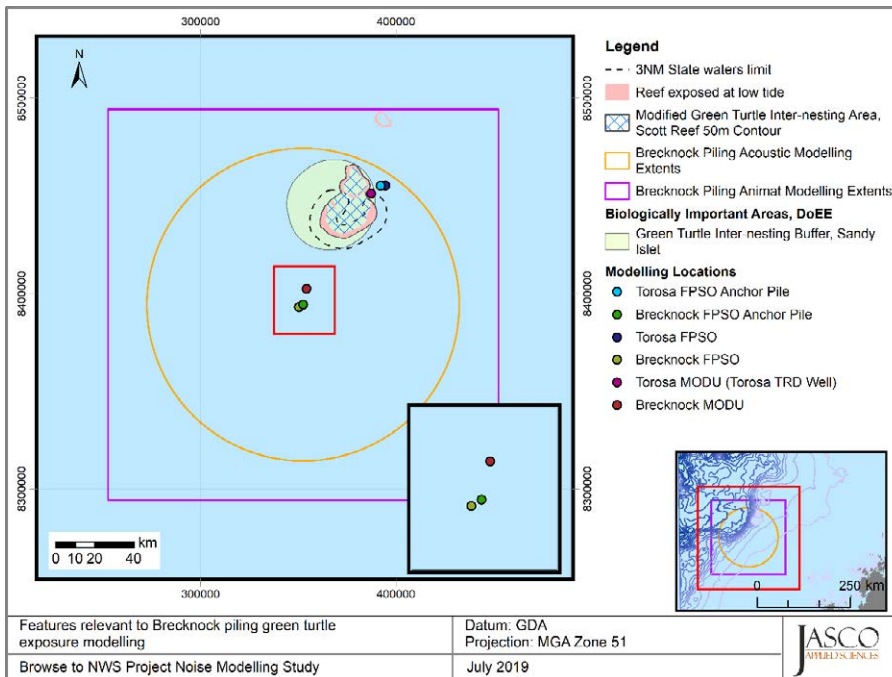 300000
400000
N
8500000
8400000
8300000
km
0 10 20 40
300000
400000
Legend
3NM State waters limit
Reef exposed at low tide
Modified Green Turtle Inter-nesting Area,
Scott Reef 50m Contour
Brecknock Piling Acoustic Modelling
Extents
Brecknock Piling Animat Modelling Extents
Biologically Important Areas, DoEE
Green Turtle Inter-nesting Buffer, Sandy
Islet
Modelling Locations
Torosa FPSO Anchor Pile
Brecknock FPSO Anchor Pile
Torosa FPSO
Brecknock FPSO
Torosa MODU (Torosa TRD Well)
Brecknock MODU
0 250 km
Features relevant to Brecknock piling green turtle
exposure modelling
Datum: GDA
Projection: MGA Zone 51
Browse to NWS Project Noise Modelling Study
July 2019
JASCO
APPLIED SCIENCES